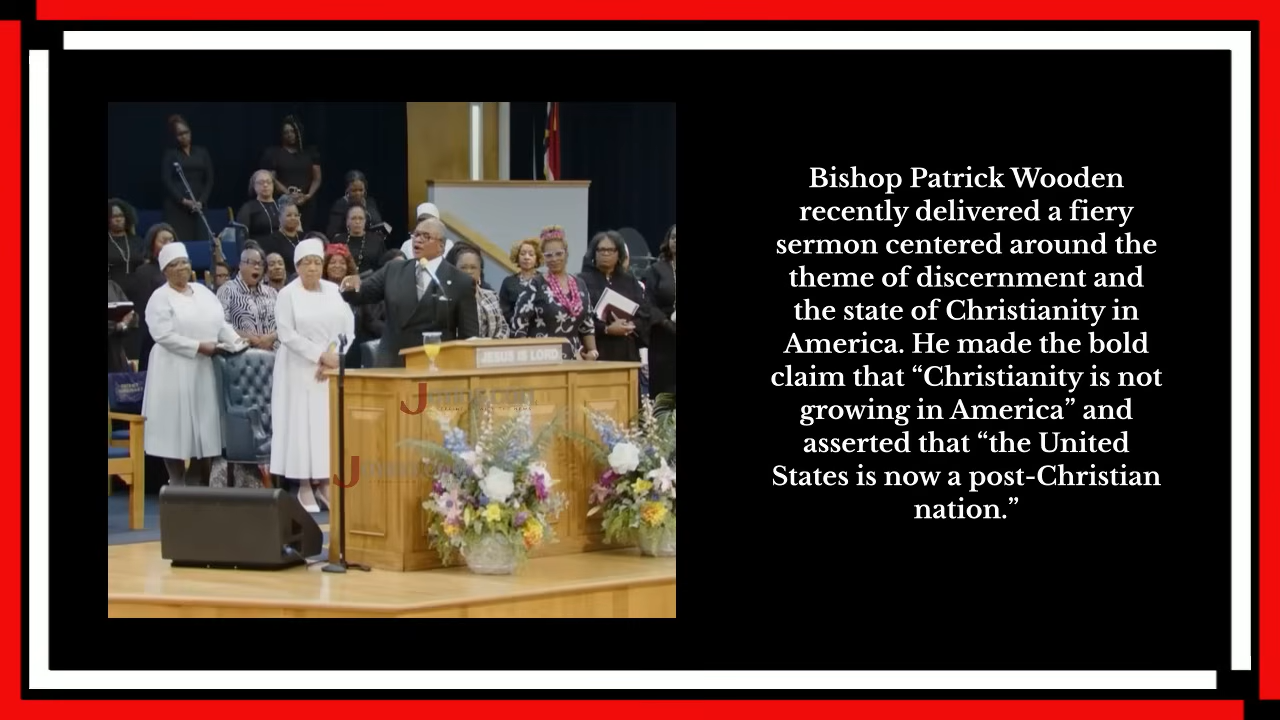 JESUS IS LORD
Bishop Patrick Wooden
recently delivered a fiery
sermon centered around the
theme of discernment and
the state of Christianity in
America. He made the bold
claim that “Christianity is not
growing in America” and
asserted that “the United
States is now a post-Christian
nation.”